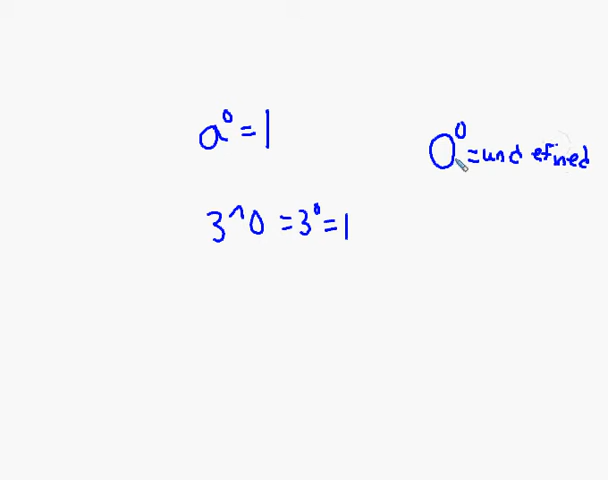 a⁰ = 1
0⁰ = undefined
3^0 = 3⁰ = 1